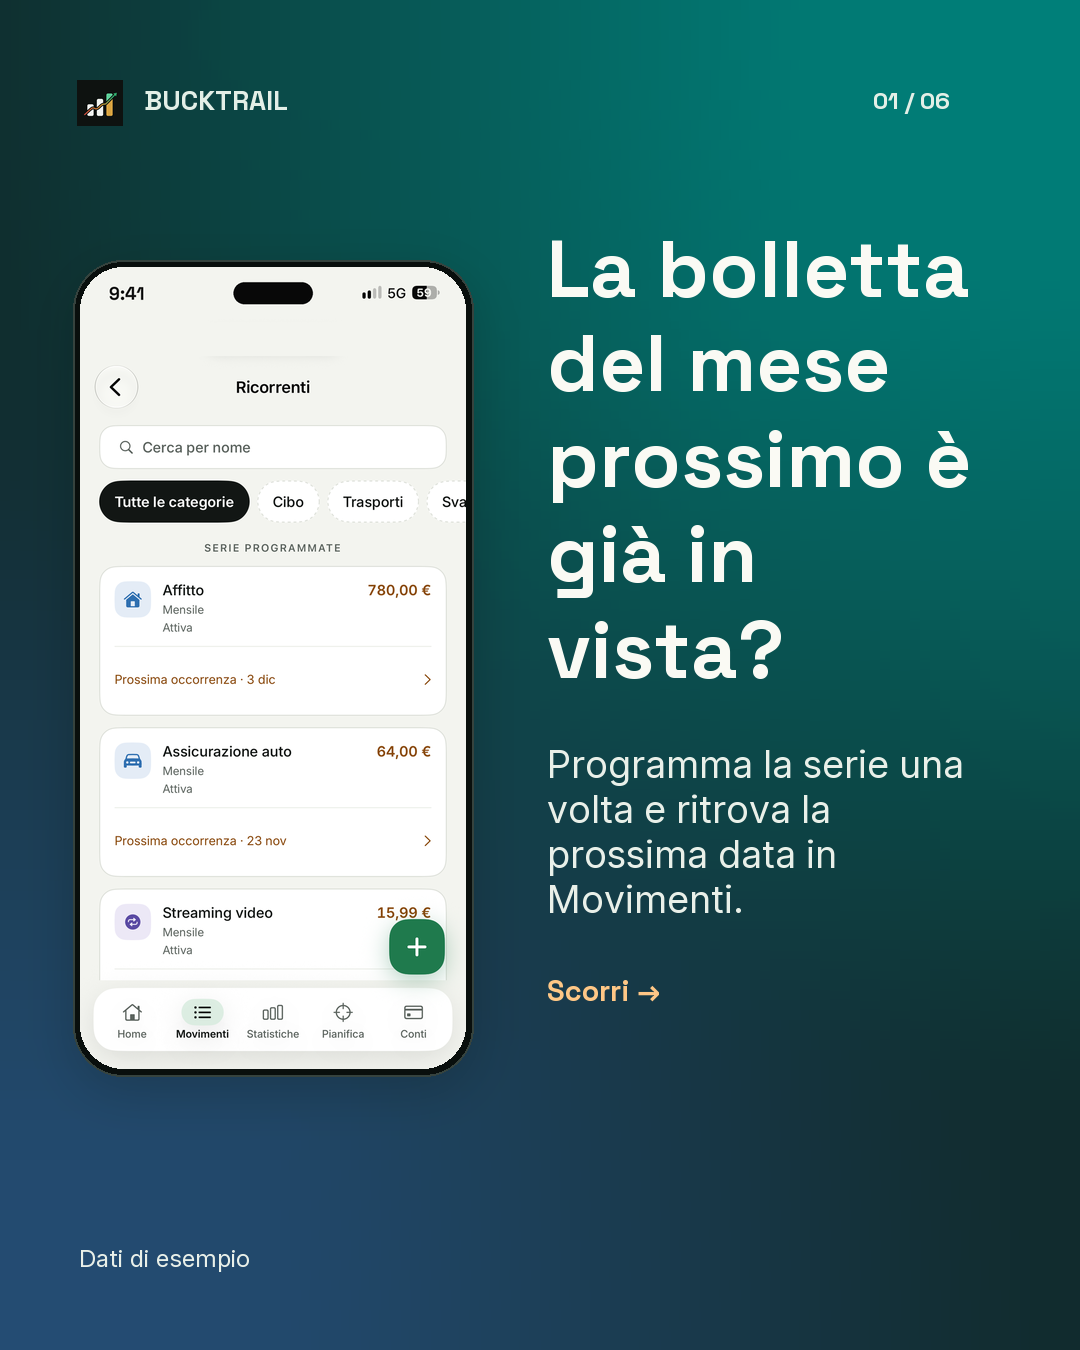 BUCKTRAIL
01 / 06
9:41
5G
59
Ricorrenti
Cerca per nome
Tutte le categorie
Cibo
Trasporti
Sva
SERIE PROGRAMMATE
Affitto
780,00 €
Mensile
Attiva
Prossima occorrenza · 3 dic
Assicurazione auto
64,00 €
Mensile
Attiva
Prossima occorrenza · 23 nov
Streaming video
15,99 €
Mensile
Attiva
Home
Movimenti
Statistiche
Pianifica
Conti
La bolletta
del mese
prossimo è
già in
vista?
Programma la serie una
volta e ritrova la
prossima data in
Movimenti.
Scorri →
Dati di esempio